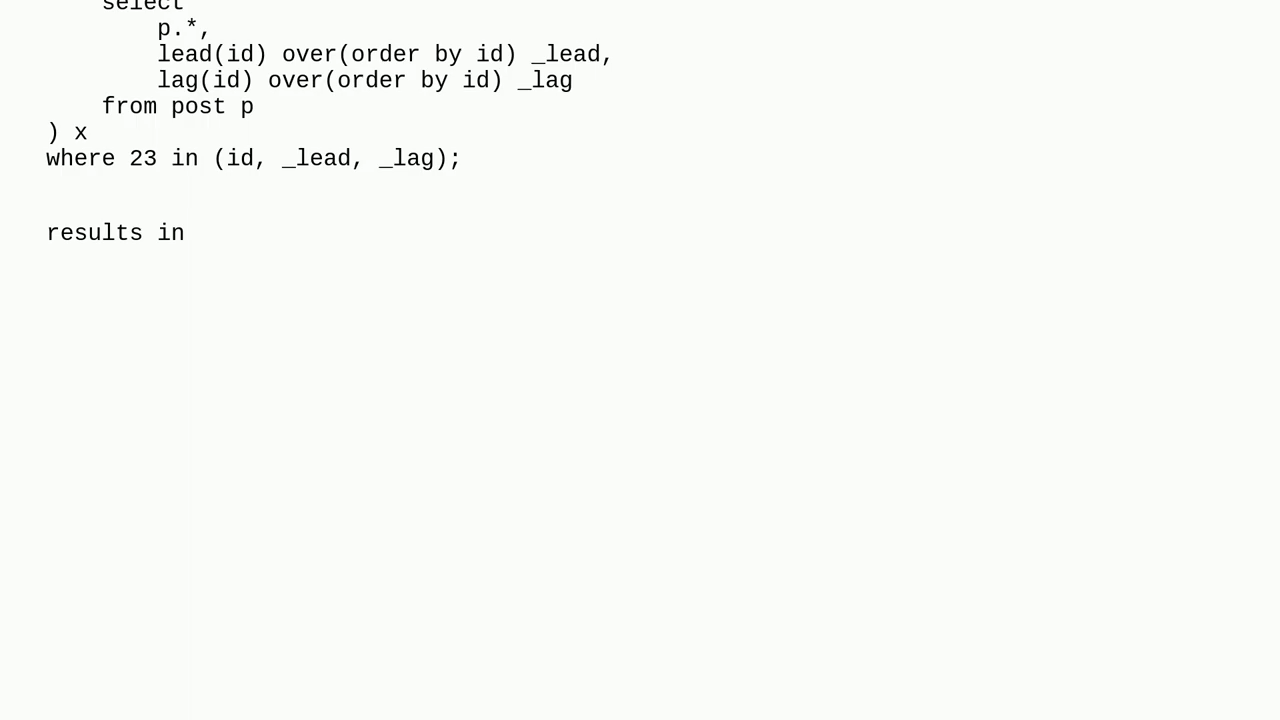 select
p.*,
lead(id) over(order by id) _lead,
lag(id) over(order by id) _lag
from post p
) x
where 23 in (id, _lead, _lag);
results in